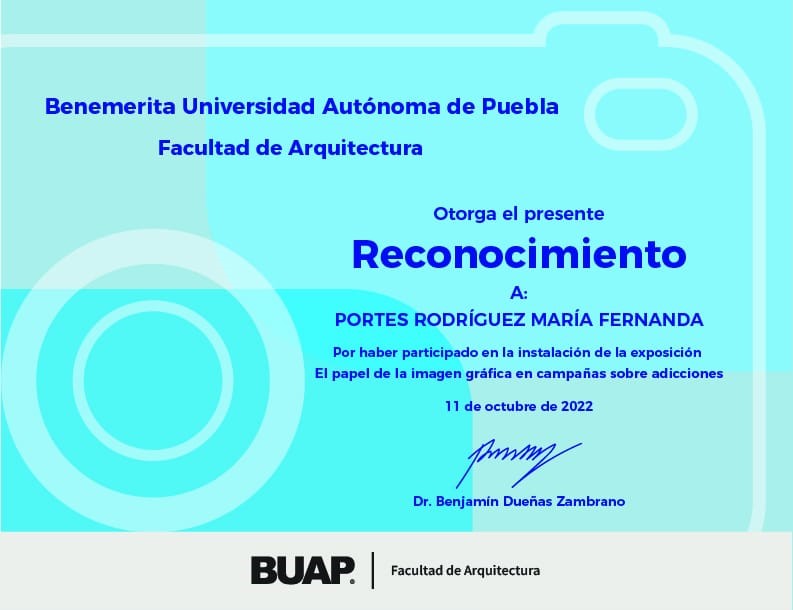 Benemerita Universidad Autónoma de Puebla
Facultad de Arquitectura
Otorga el presente
Reconocimiento
A:
PORTES RODRÍGUEZ MARÍA FERNANDA
Por haber participado en la instalación de la exposición
El papel de la imagen gráfica en campañas sobre adicciones
11 de octubre de 2022
Dr. Benjamín Dueñas Zambrano
BUAP® Facultad de Arquitectura